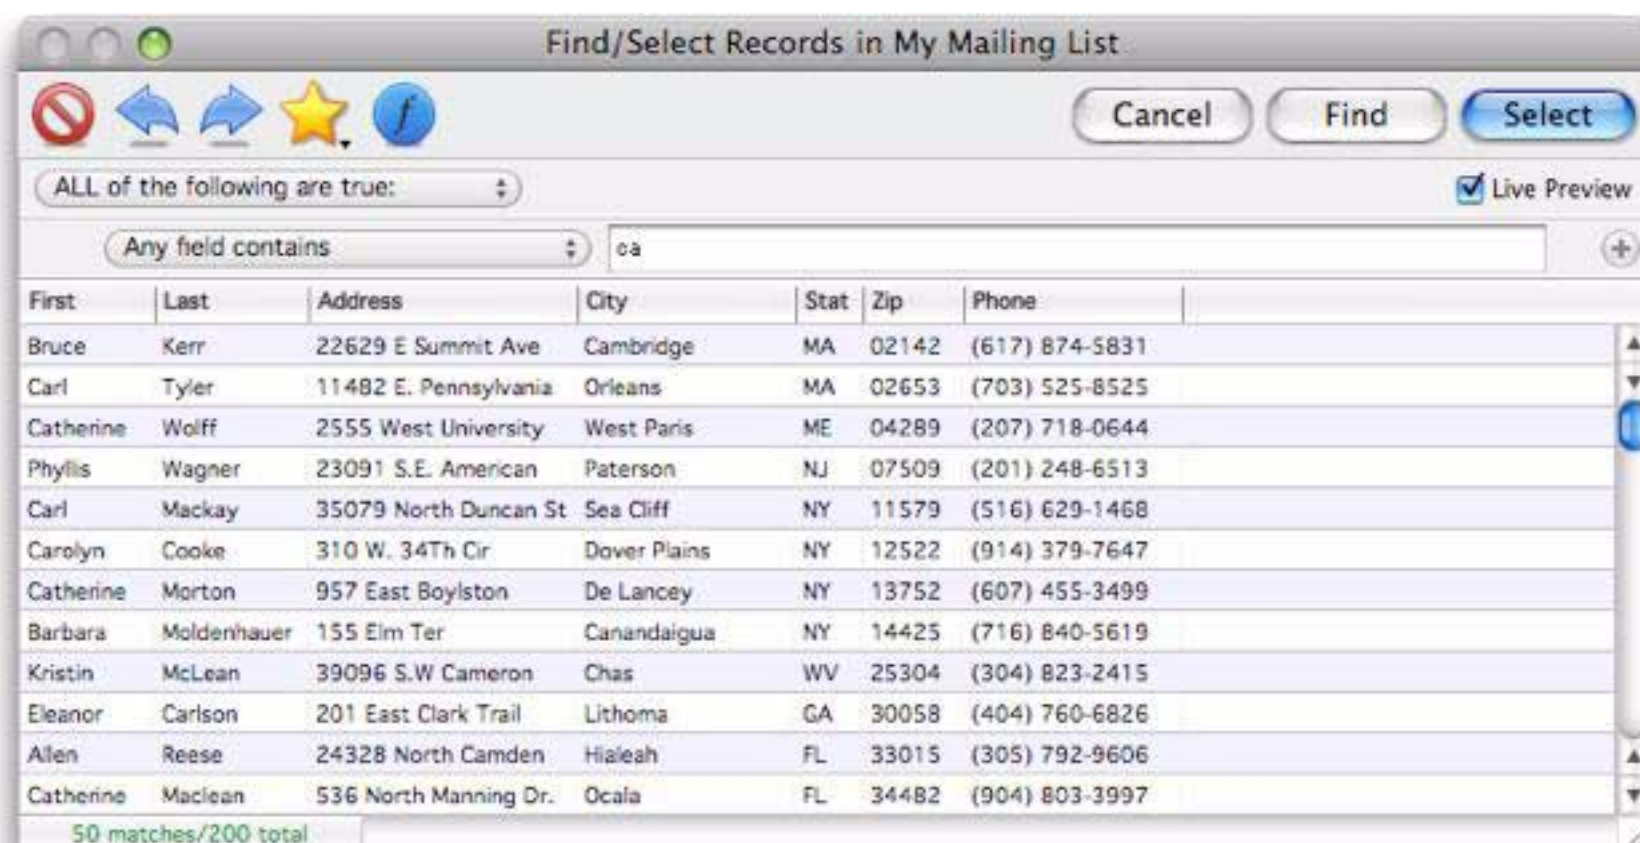 Find/Select Records in My Mailing List
f Cancel Find Select
ALL of the following are true: Live Preview
Any field contains ca
First Last Address City Stat Zip Phone
Bruce Kerr 22629 E Summit Ave Cambridge MA 02142 (617) 874-5831
Carl Tyler 11482 E. Pennsylvania Orleans MA 02653 (703) 525-8525
Catherine Wolff 2555 West University West Paris ME 04289 (207) 718-0644
Phyllis Wagner 23091 S.E. American Paterson NJ 07509 (201) 248-6513
Carl Mackay 35079 North Duncan St Sea Cliff NY 11579 (516) 629-1468
Carolyn Cooke 310 W. 34Th Cir Dover Plains NY 12522 (914) 379-7647
Catherine Morton 957 East Boylston De Lancey NY 13752 (607) 455-3499
Barbara Moldenhauer 155 Elm Ter Canandaigua NY 14425 (716) 840-5619
Kristin McLean 39096 S.W Cameron Chas WV 25304 (304) 823-2415
Eleanor Carlson 201 East Clark Trail Lithoma GA 30058 (404) 760-6826
Allen Reese 24328 North Camden Hialeah FL 33015 (305) 792-9606
Catherine Maclean 536 North Manning Dr. Ocala FL 34482 (904) 803-3997
50 matches/200 total